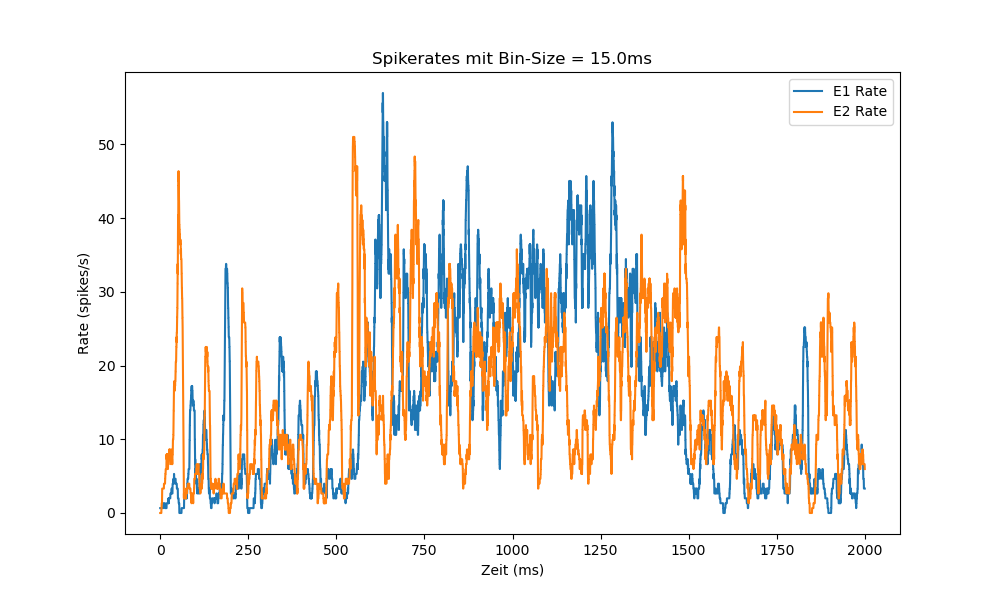 Spikerates mit Bin-Size = 15.0ms
E1 Rate
E2 Rate
Rate (spikes/s)
50
40
30
20
10
0
0 250 500 750 1000 1250 1500 1750 2000
Zeit (ms)